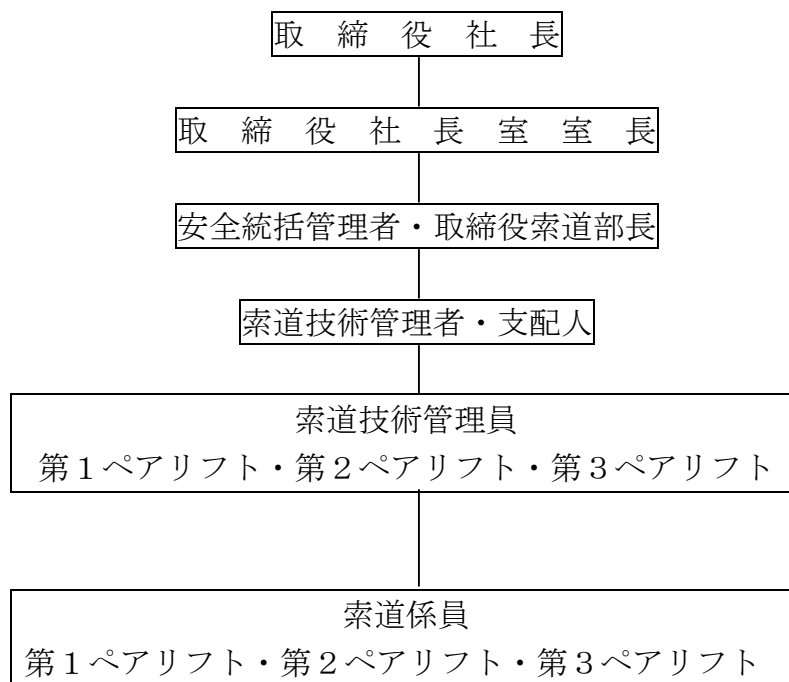 取　締　役　社　長
取　締　役　社　長　室　室　長
安全統括管理者・取締役索道部長
索道技術管理者・支配人
索道技術管理員
第１ペアリフト・第２ペアリフト・第３ペアリフト
索道係員
第１ペアリフト・第２ペアリフト・第３ペアリフト